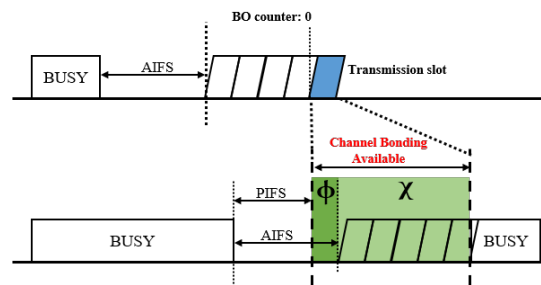 BO counter: 0
BUSY
AIFS
Transmission slot
Channel Bonding
Available
ϕ
χ
PIFS
BUSY
AIFS
BUSY